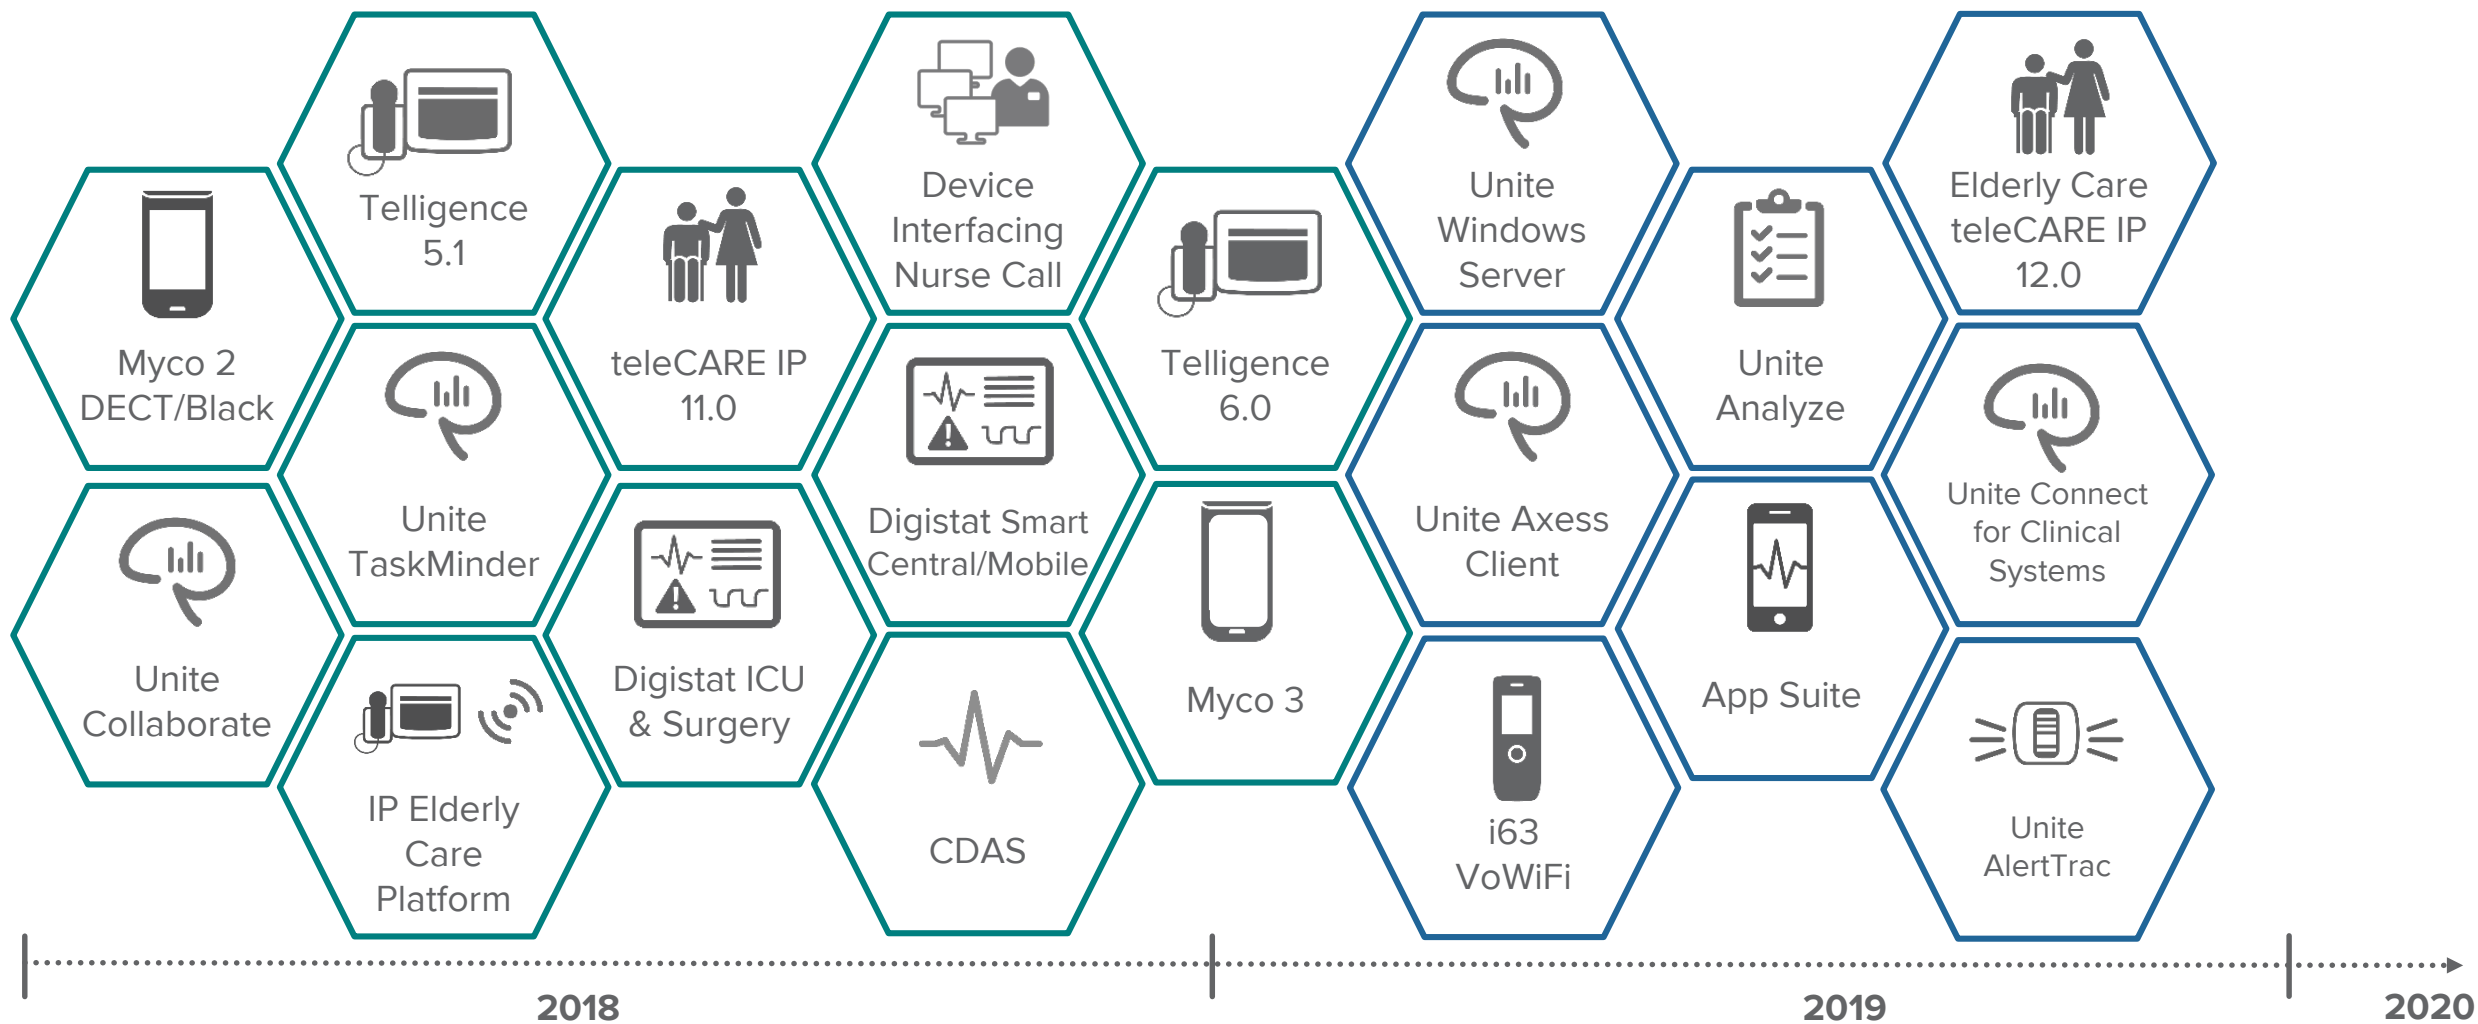 Myco 2
DECT/Black
Unite
Collaborate
Telligence
5.1
Unite
TaskMinder
IP Elderly
Care
Platform
teleCARE IP
11.0
Digistat ICU
& Surgery
Device
Interfacing
Nurse Call
Digistat Smart
Central/Mobile
CDAS
Telligence
6.0
Myco 3
Unite
Windows
Server
Unite Axess
Client
i63
VoWiFi
Unite
Analyze
App Suite
Elderly Care
teleCARE IP
12.0
Unite Connect
for Clinical
Systems
Unite
AlertTrac
2018
2019
2020